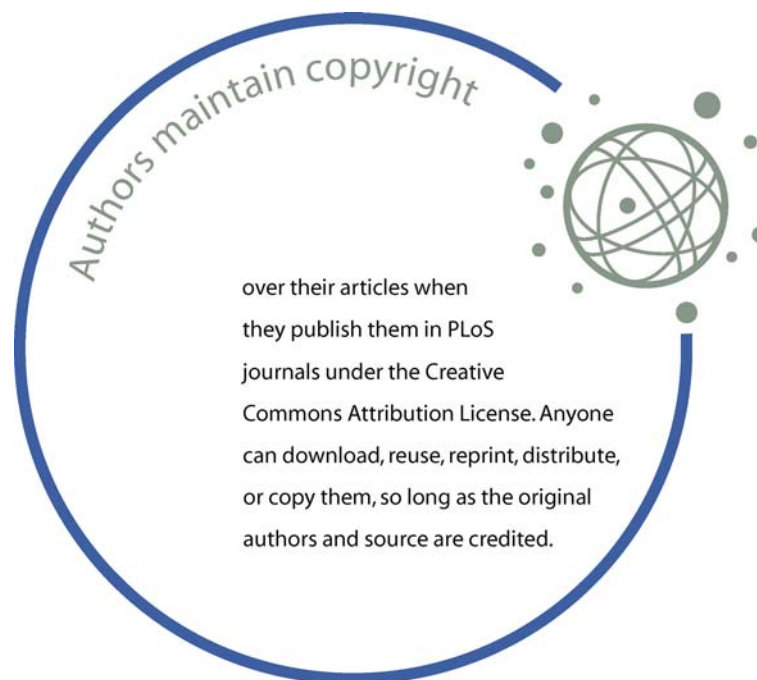 Authors maintain copyright
over their articles when
they publish them in PLoS
journals under the Creative
Commons Attribution License. Anyone
can download, reuse, reprint, distribute,
or copy them, so long as the original
authors and source are credited.